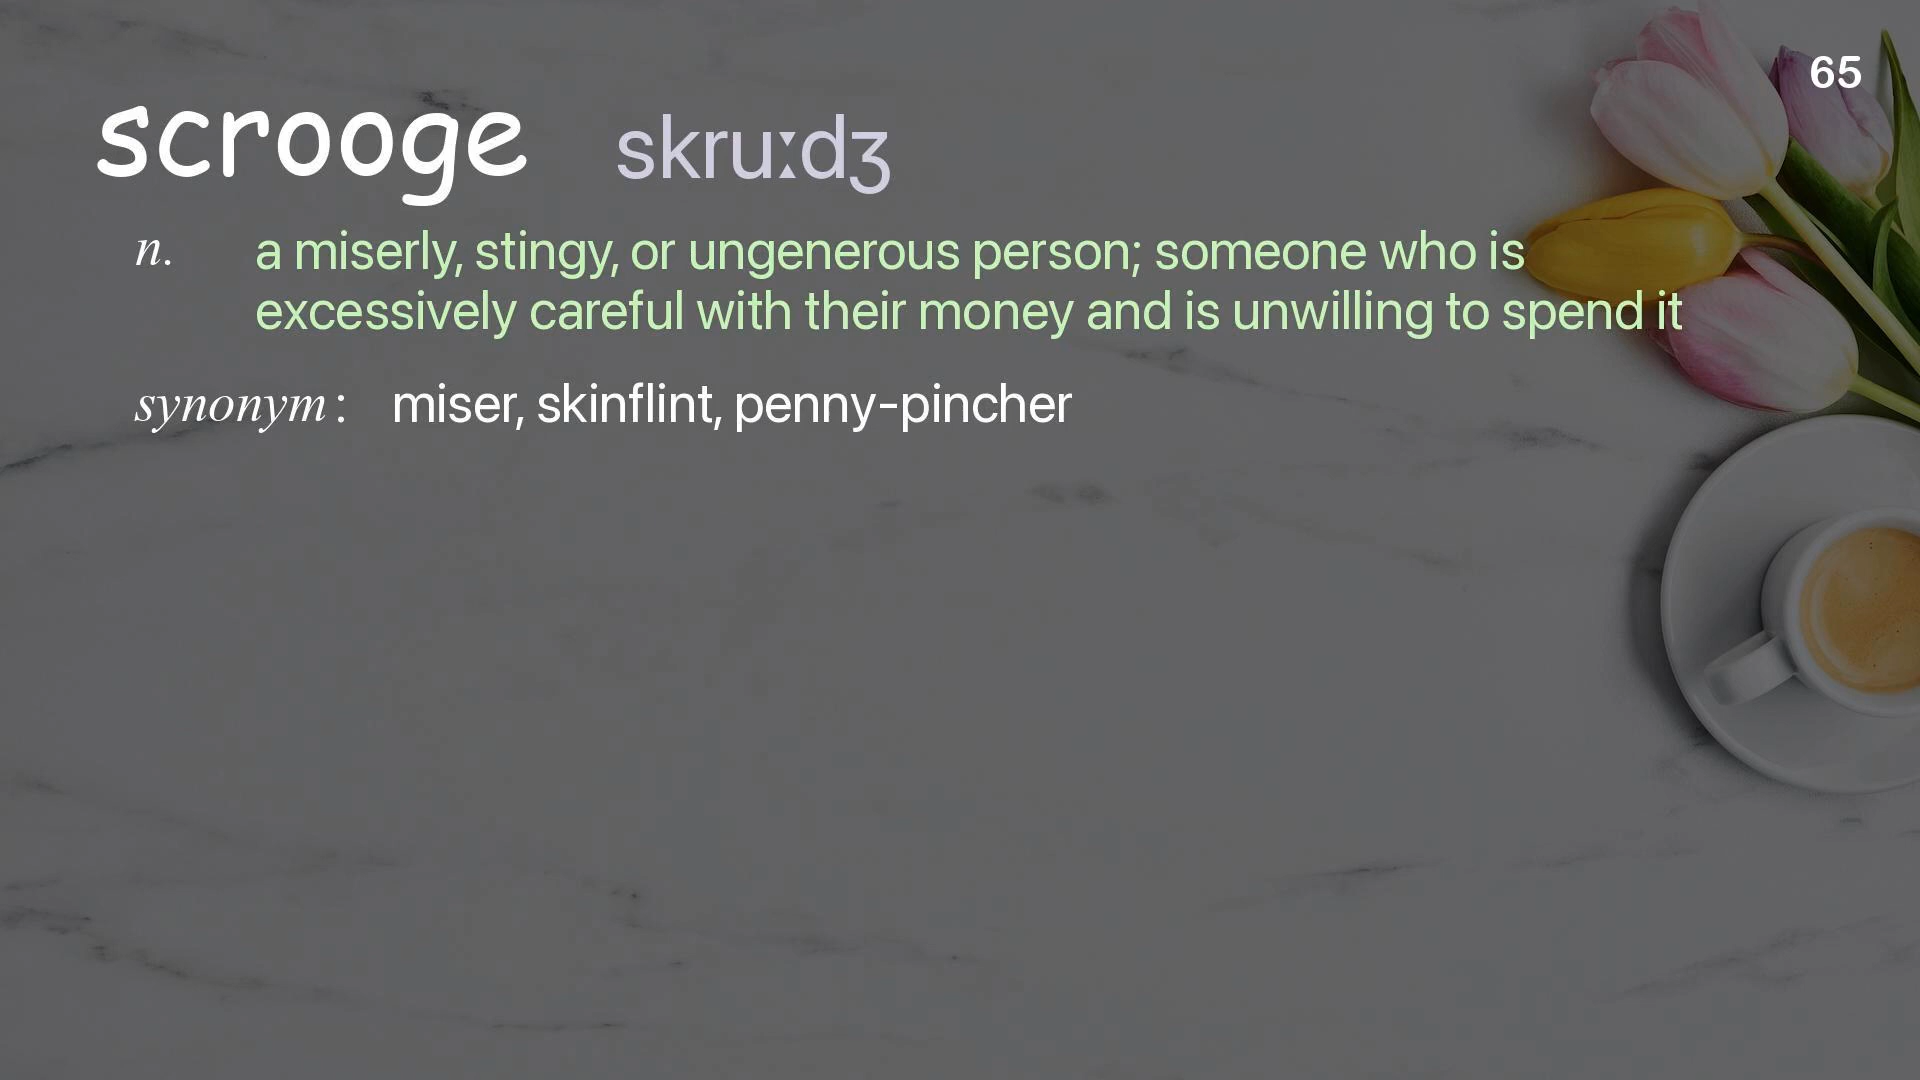 65
scrooge skruːdʒ
n. a miserly, stingy, or ungenerous person; someone who is
excessively careful with their money and is unwilling to spend it
synonym: miser, skinflint, penny-pincher